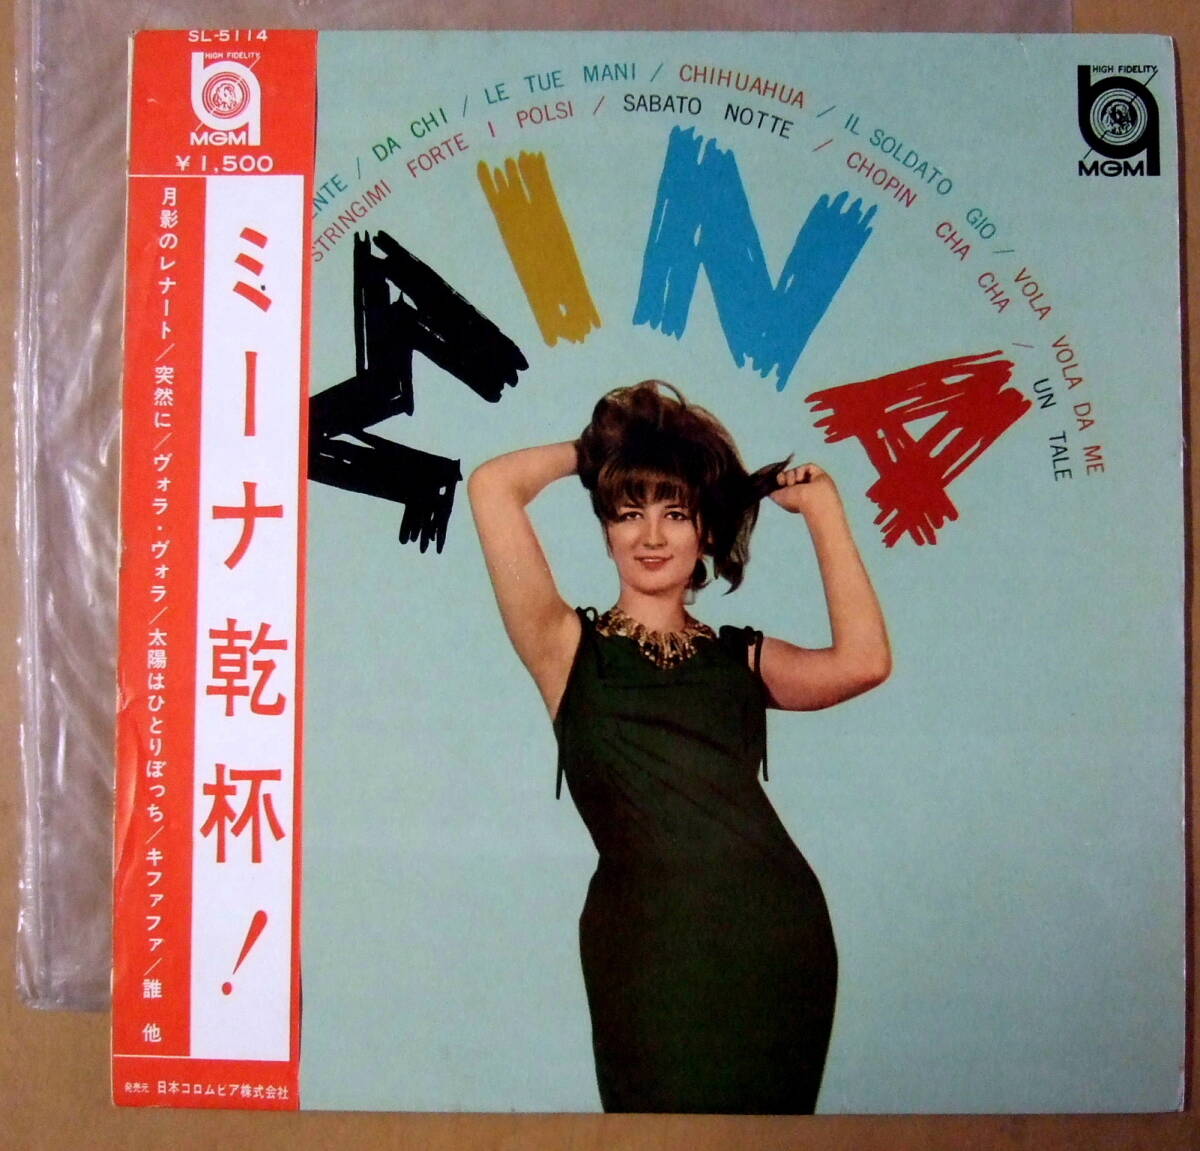 SL-5114
HIGH FIDELITY
MGM
¥1,500
ミーナ乾杯！
月影のレナート/突然に/ヴォラ・ヴォラ/太陽はひとりぼっち/キファファ/誰 他
発売元 日本コロムビア株式会社
/ DA CHI / LE TUE MANI / CHIHUAHUA / IL SOLDATO GIO / VOLA VOLA DA ME
STRINGIMI FORTE I POLSI / SABATO NOTTE / CHOPIN CHA CHA / UN TALE
MINA
HIGH FIDELITY
MGM